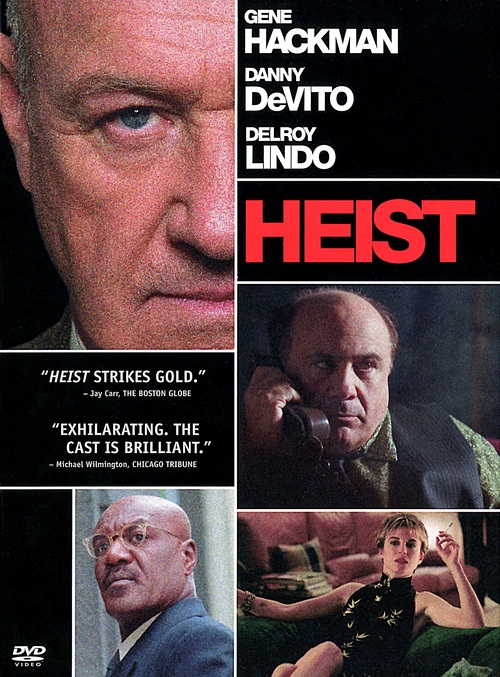 GENE
HACKMAN
DANNY
DeVITO
DELROY
LINDO
HEIST
“HEIST STRIKES GOLD.”
– Jay Carr, THE BOSTON GLOBE
“EXHILARATING. THE
CAST IS BRILLIANT.”
– Michael Wilmington, CHICAGO TRIBUNE
DVD
VIDEO